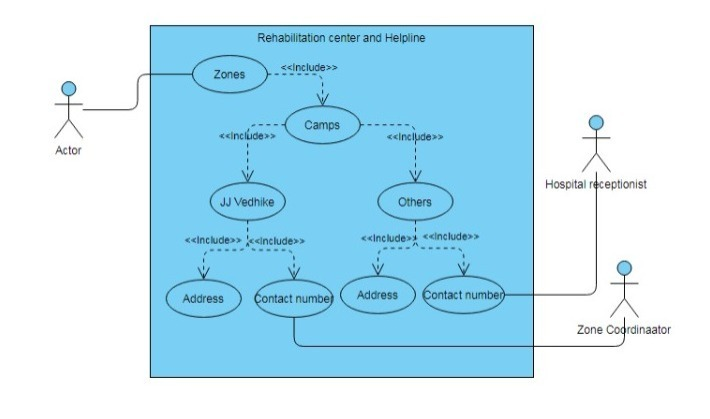 Rehabilitation center and Helpline
Zones
<<Include>>
Actor
Camps
<<Include>>
<<Include>>
Hospital receptionist
JJ Vedhike
Others
<<Include>>
<<Include>>
<<Include>>
<<Include>>
Address
Contact number
Address
Contact number
Zone Coordinaator